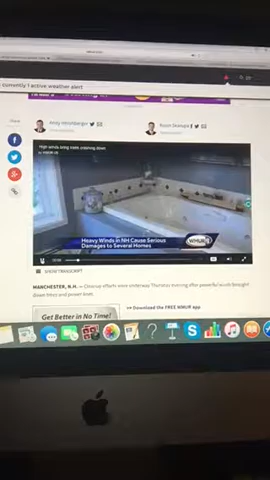 currently 1 active weather alert
Share
Andy Hershberger
High winds bring trees crashing down
Heavy Winds in NH Cause Serious
Damages to Several Homes
WMUR 9
SHOW TRANSCRIPT
MANCHESTER, N.H. — Cleanup efforts were underway Thursday evening after powerful winds brought
down trees and power lines.
Get Better in No Time!
>> Download the FREE WMUR app.